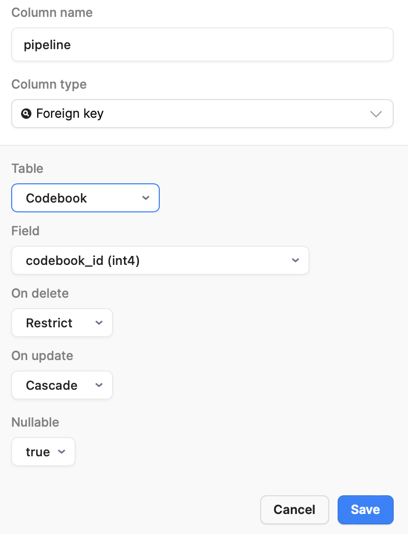 Column name
pipeline
Column type
Foreign key
Table
Codebook
Field
codebook_id (int4)
On delete
Restrict
On update
Cascade
Nullable
true
Cancel Save